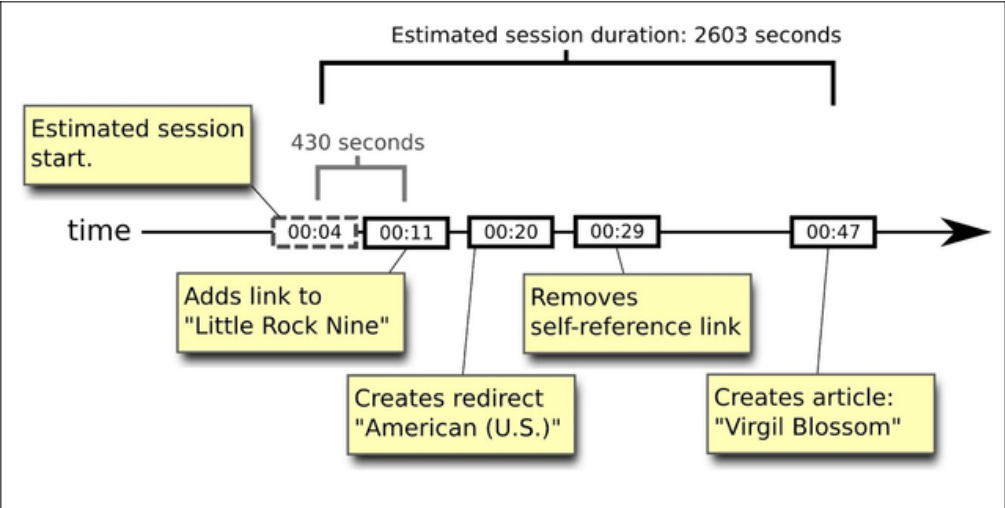 Estimated session duration: 2603 seconds
Estimated session
start.
430 seconds
time
00:04
00:11
00:20
00:29
00:47
Adds link to
"Little Rock Nine"
Removes
self-reference link
Creates redirect
"American (U.S.)"
Creates article:
"Virgil Blossom"